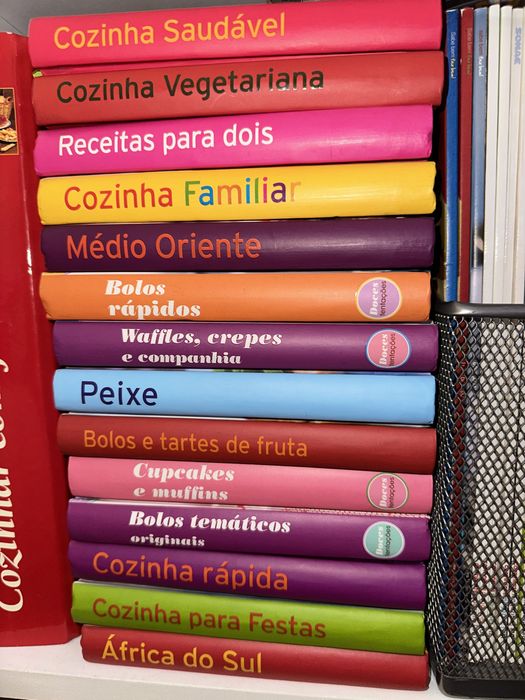 Cozinha Saudável
Cozinha Vegetariana
Receitas para dois
Cozinha Familiar
Médio Oriente
Bolos
rápidos
Doces
tentações
Waffles, crepes
e companhia
Doces
tentações
Peixe
Bolos e tartes de fruta
Cupcakes
e muffins
Doces
tentações
Bolos temáticos
originais
Doces
tentações
Cozinha rápida
Cozinha para Festas
África do Sul
Cozinhar